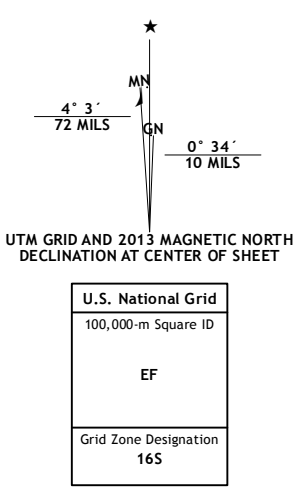 ★
MN
4° 3´
72 MILS
GN
0° 34´
10 MILS
UTM GRID AND 2013 MAGNETIC NORTH
DECLINATION AT CENTER OF SHEET
U.S. National Grid
100,000-m Square ID
EF
Grid Zone Designation
16S